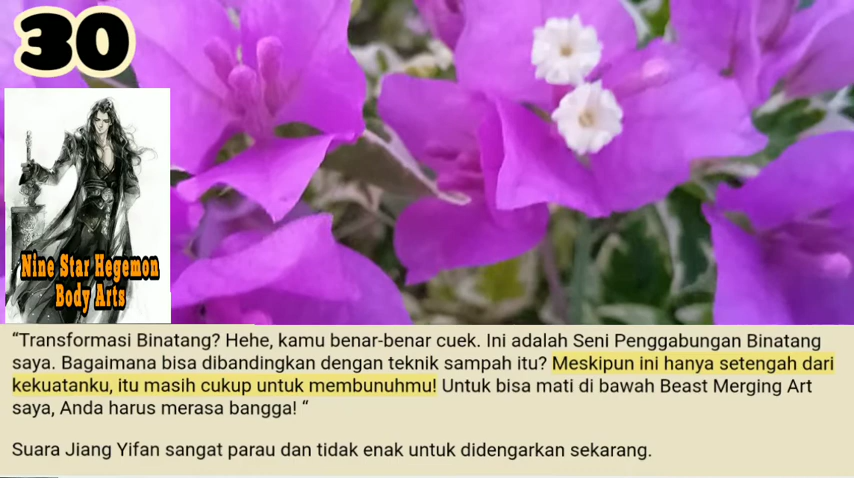 30
Nine Star Hegemon
Body Arts
“Transformasi Binatang? Hehe, kamu benar-benar cuek. Ini adalah Seni Penggabungan Binatang
saya. Bagaimana bisa dibandingkan dengan teknik sampah itu? Meskipun ini hanya setengah dari
kekuatanku, itu masih cukup untuk membunuhmu! Untuk bisa mati di bawah Beast Merging Art
saya, Anda harus merasa bangga! “
Suara Jiang Yifan sangat parau dan tidak enak untuk didengarkan sekarang.